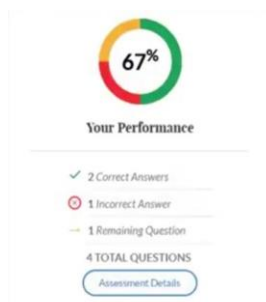 67%
Your Performance
2 Correct Answers
1 Incorrect Answer
1 Remaining Question
4 TOTAL QUESTIONS
Assessment Details